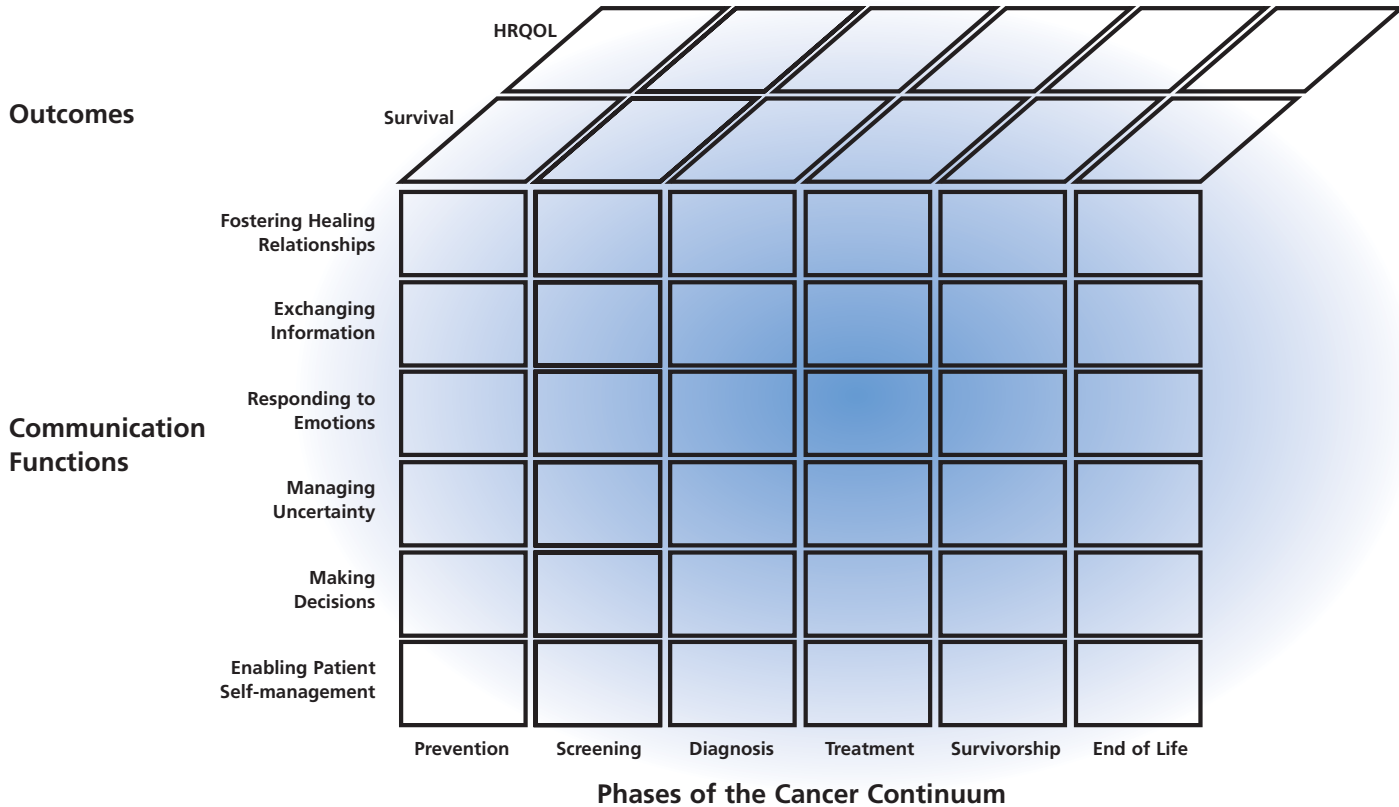 HRQOL
Outcomes
Survival
Fostering Healing
Relationships
Exchanging
Information
Responding to
Emotions
Communication
Functions
Managing
Uncertainty
Making
Decisions
Enabling Patient
Self-management
Prevention
Screening
Diagnosis
Treatment
Survivorship
End of Life
Phases of the Cancer Continuum